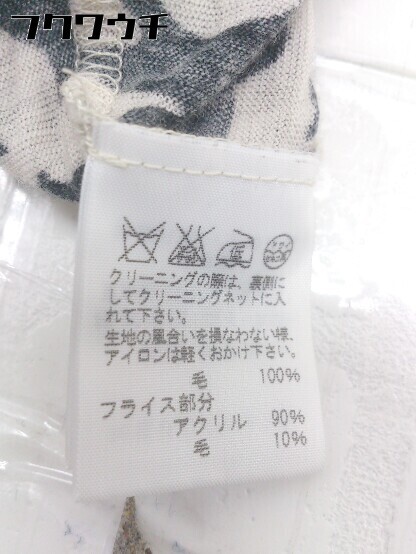 フクワウチ
クリーニングの際は、裏側に
してクリーニングネットに入
れて下さい。
生地の風合いを損なわない様、
アイロンは軽くおかけ下さい。
毛 100%
フライス部分
アクリル 90%
毛 10%